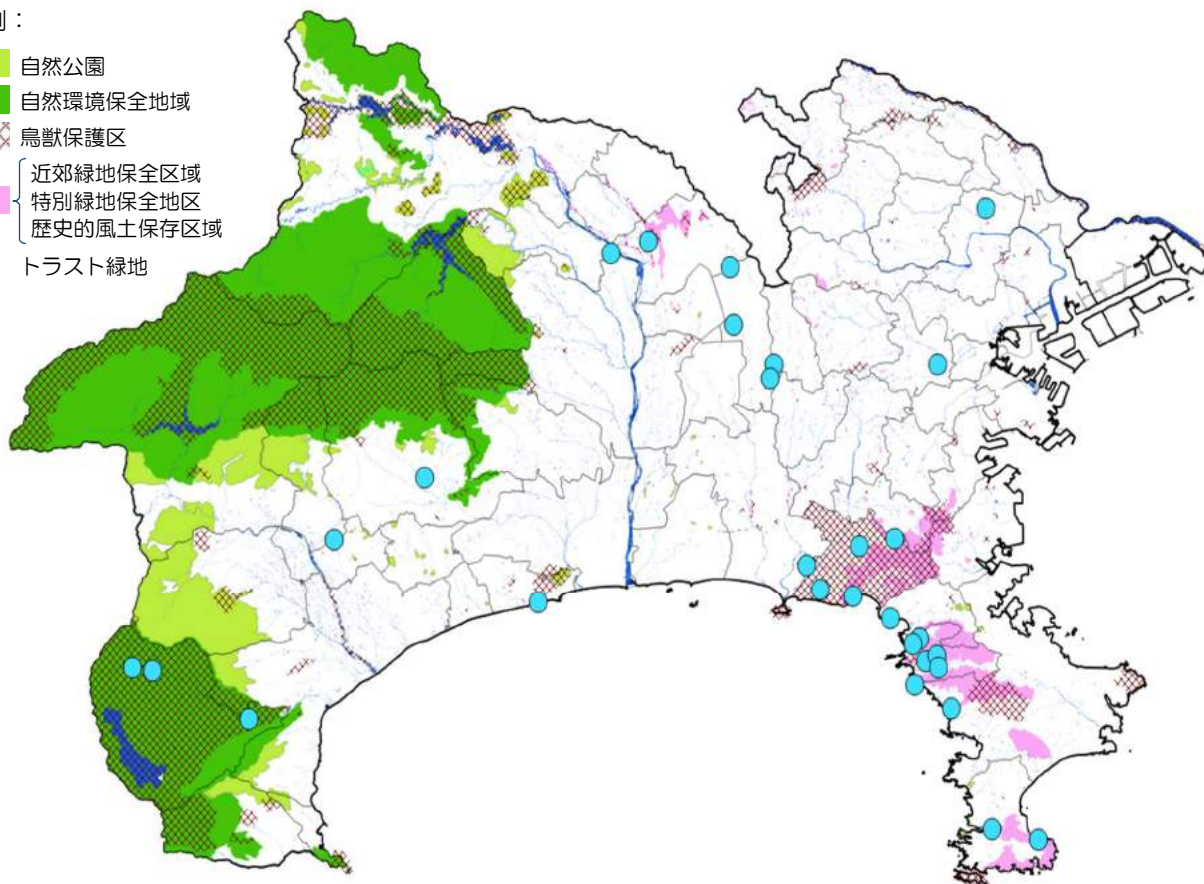 例：
自然公園
自然環境保全地域
鳥獣保護区
近郊緑地保全区域
特別緑地保全地区
歴史的風土保存区域
トラスト緑地